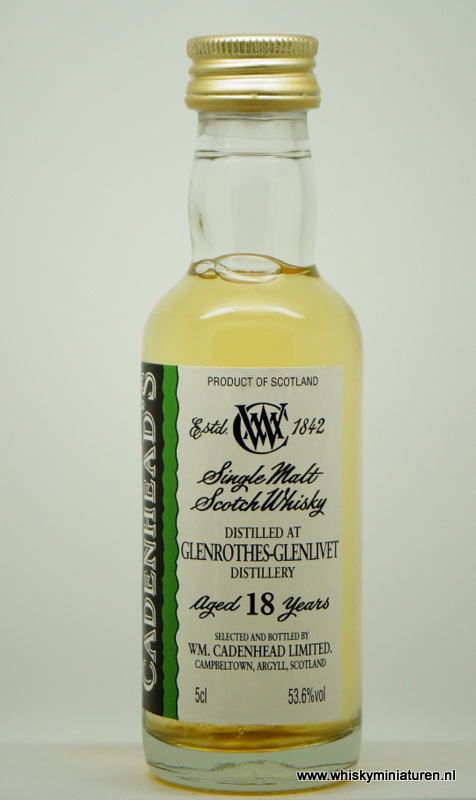 PRODUCT OF SCOTLAND
Estd. WMC 1842
Single Malt
Scotch Whisky
DISTILLED AT
GLENROTHES-GLENLIVET
DISTILLERY
Aged 18 Years
SELECTED AND BOTTLED BY
WM. CADENHEAD LIMITED.
CAMPBELTOWN, ARGYLL, SCOTLAND
5cl 53.6%vol
CADENHEAD'S
www.whiskyminiaturen.nl